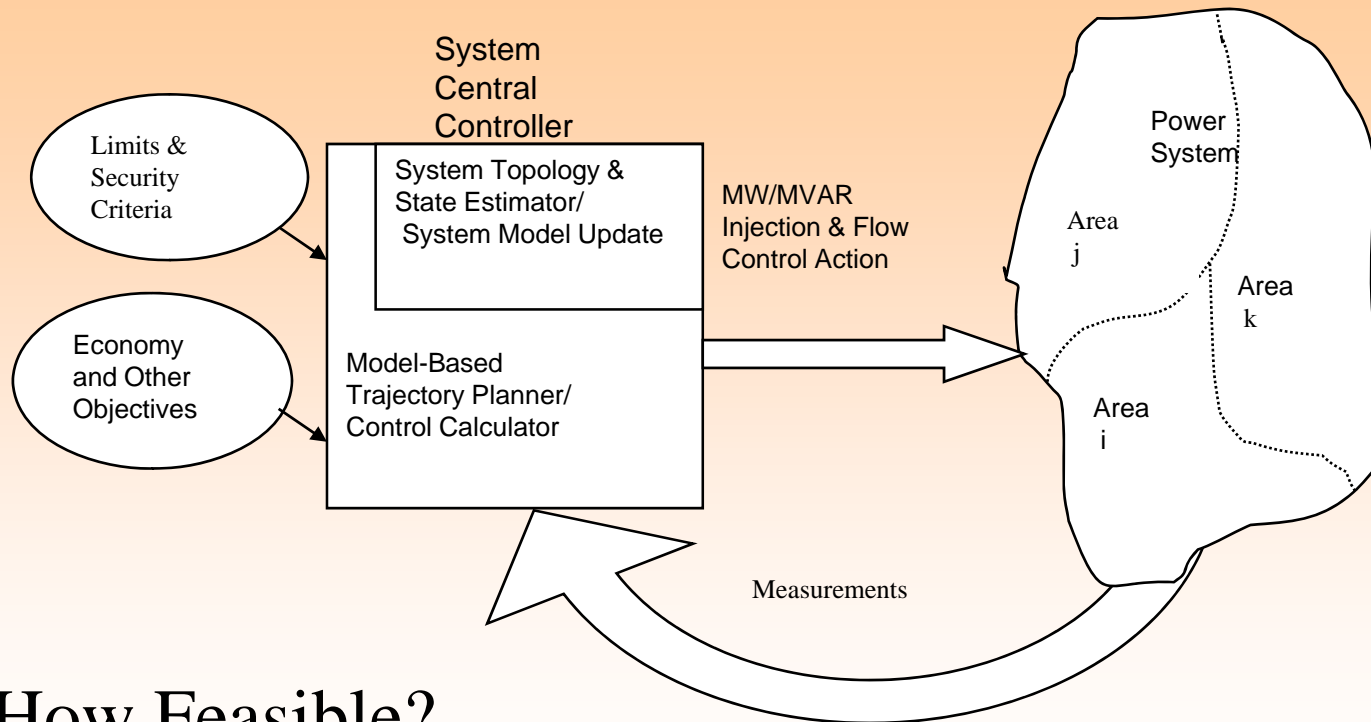 System
Central
Controller
Limits &
Security
Criteria
System Topology &
State Estimator/
System Model Update
MW/MVAR
Injection & Flow
Control Action
Power
System
Area
j
Area
k
Economy
and Other
Objectives
Model-Based
Trajectory Planner/
Control Calculator
Area
i
Measurements
How Feasible?